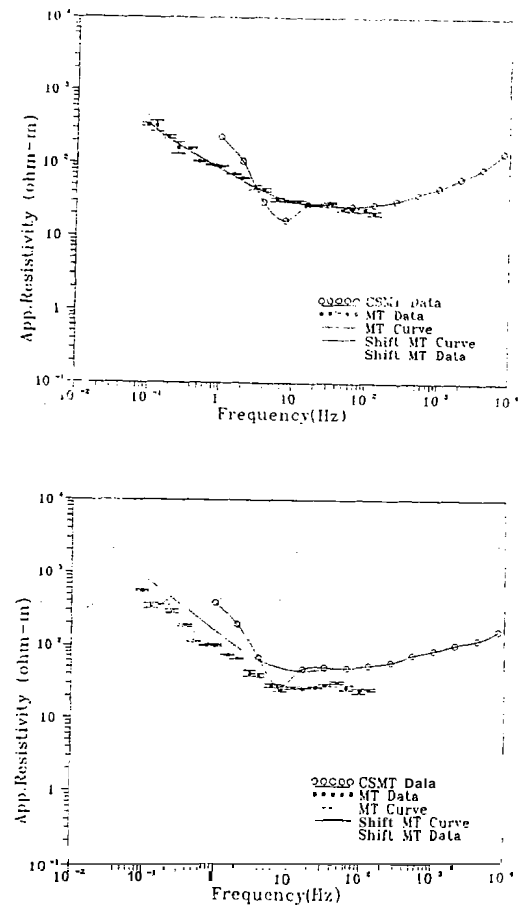 10⁴
10³
10²
10
1
10⁻¹
App.Resistivity (ohm-m)
CSMT Data
MT Data
MT Curve
Shift MT Curve
Shift MT Data
10⁻² 10⁻¹ 1 10 10² 10³ 10⁴
Frequency(Hz)
10⁴
10³
10²
10
1
10⁻¹
App.Resistivity (ohm-m)
CSMT Data
MT Data
MT Curve
Shift MT Curve
Shift MT Data
10⁻² 10⁻¹ 1 10 10² 10³ 10⁴
Frequency(Hz)